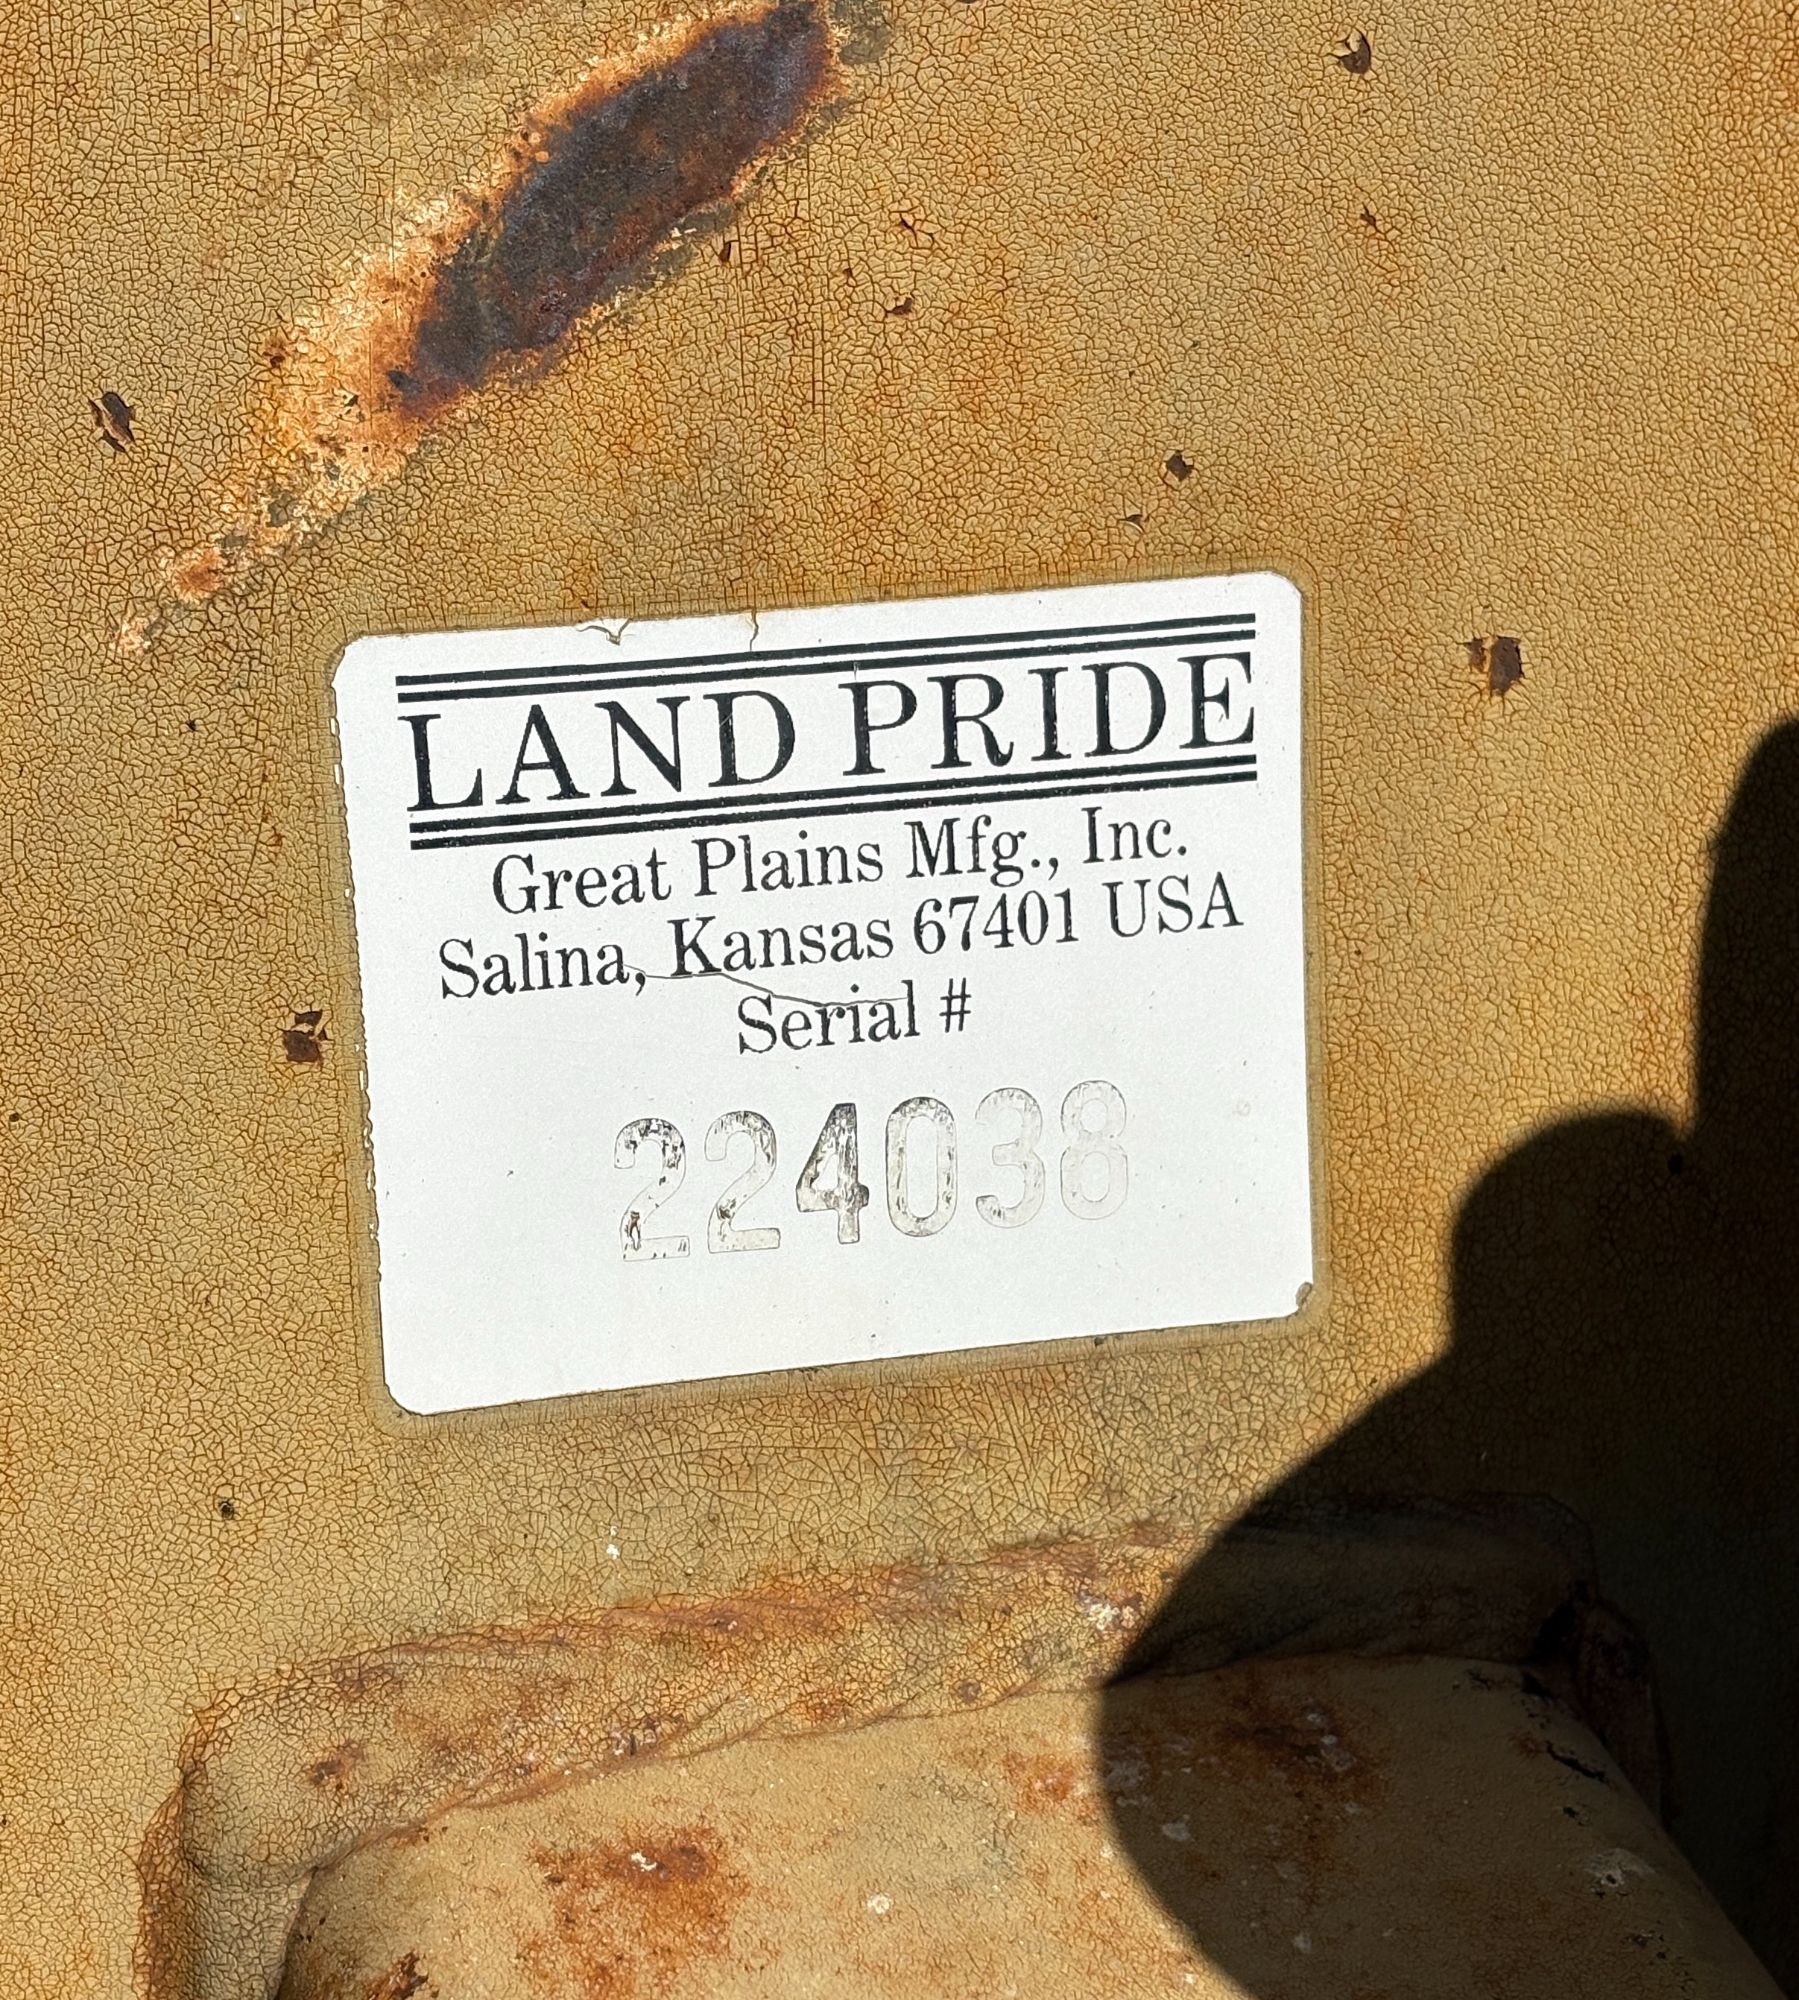 LAND PRIDE
Great Plains Mfg., Inc.
Salina, Kansas 67401 USA
Serial #
224038